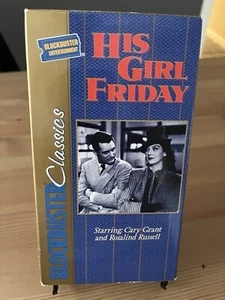 BLOCKBUSTER
ENTERTAINMENT
HIS
GIRL
FRIDAY
BLOCKBUSTER Classics
Starring Cary Grant
and Rosalind Russell